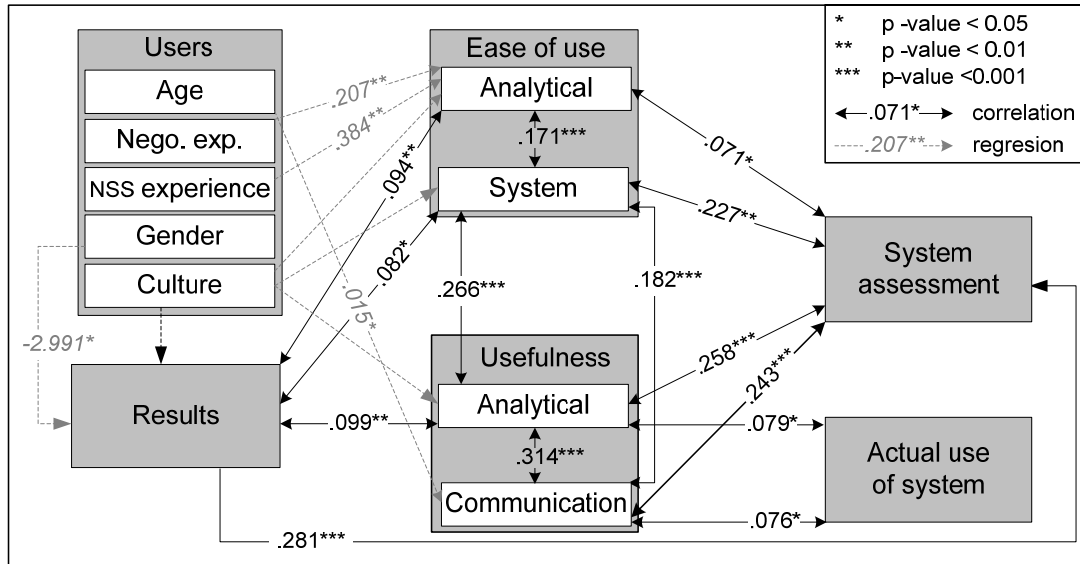 Users
Age
Nego. exp.
NSS experience
Gender
Culture
-2.991*
Results
.207**
.384**
.094**
.082*
.015*
.099**
Ease of use
Analytical
.171***
System
.266***
.182***
Usefulness
Analytical
.314***
Communication
.281***
.071*
.227**
.258***
.243***
.079*
.076*
* p -value < 0.05
** p -value < 0.01
*** p-value <0.001
.071* correlation
.207** regresion
System
assessment
Actual use
of system